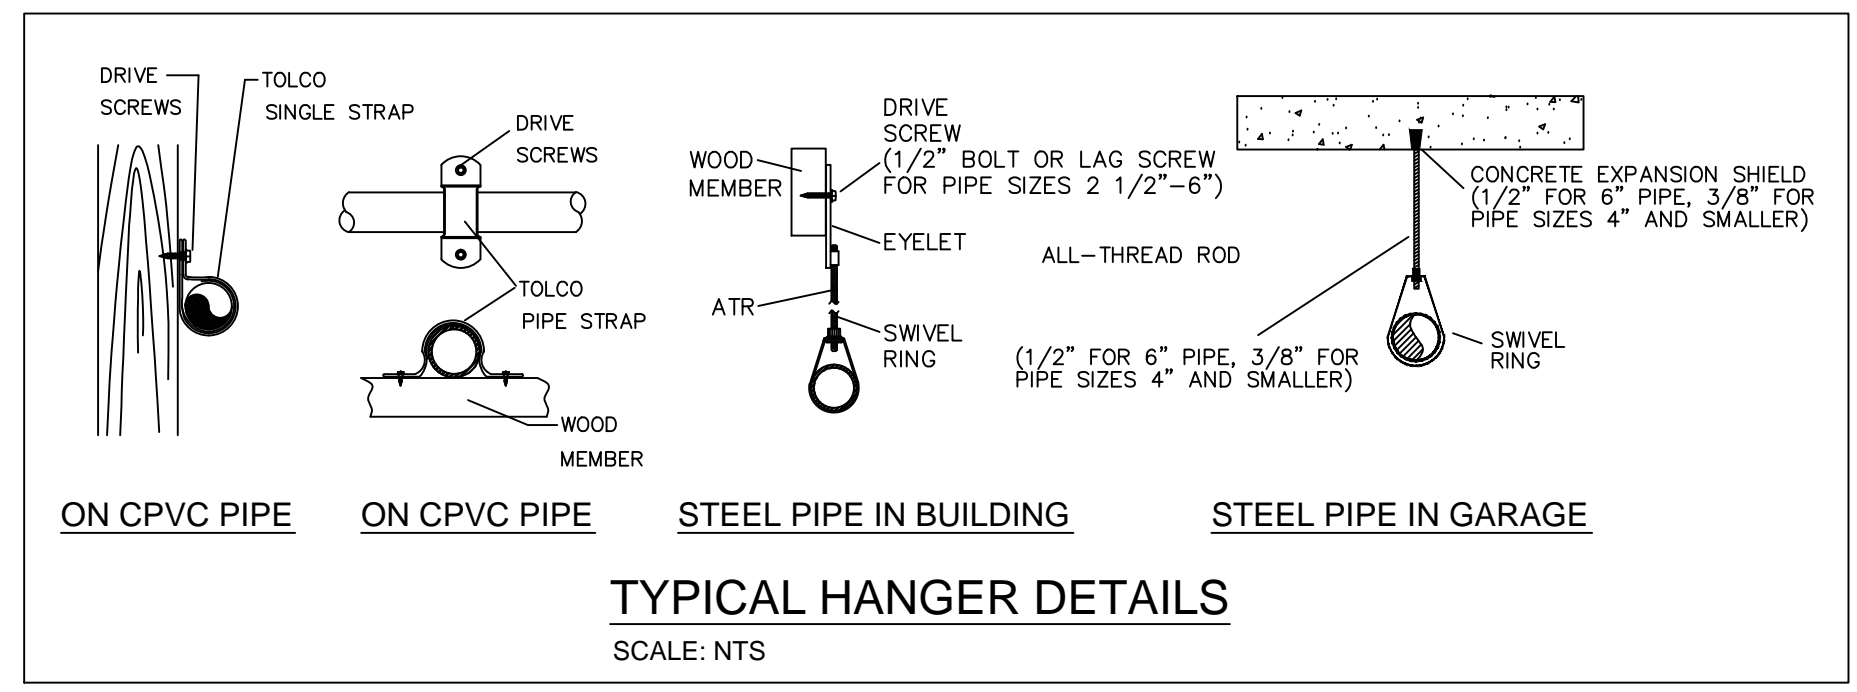 DRIVE
SCREWS
TOLCO
SINGLE STRAP
ON CPVC PIPE
DRIVE
SCREWS
TOLCO
PIPE STRAP
WOOD
MEMBER
ON CPVC PIPE
WOOD
MEMBER
DRIVE
SCREW
(1/2" BOLT OR LAG SCREW
FOR PIPE SIZES 2 1/2"-6")
EYELET
ATR
SWIVEL
RING
STEEL PIPE IN BUILDING
CONCRETE EXPANSION SHIELD
(1/2" FOR 6" PIPE, 3/8" FOR
PIPE SIZES 4" AND SMALLER)
ALL-THREAD ROD
(1/2" FOR 6" PIPE, 3/8" FOR
PIPE SIZES 4" AND SMALLER)
SWIVEL
RING
STEEL PIPE IN GARAGE
TYPICAL HANGER DETAILS
SCALE: NTS